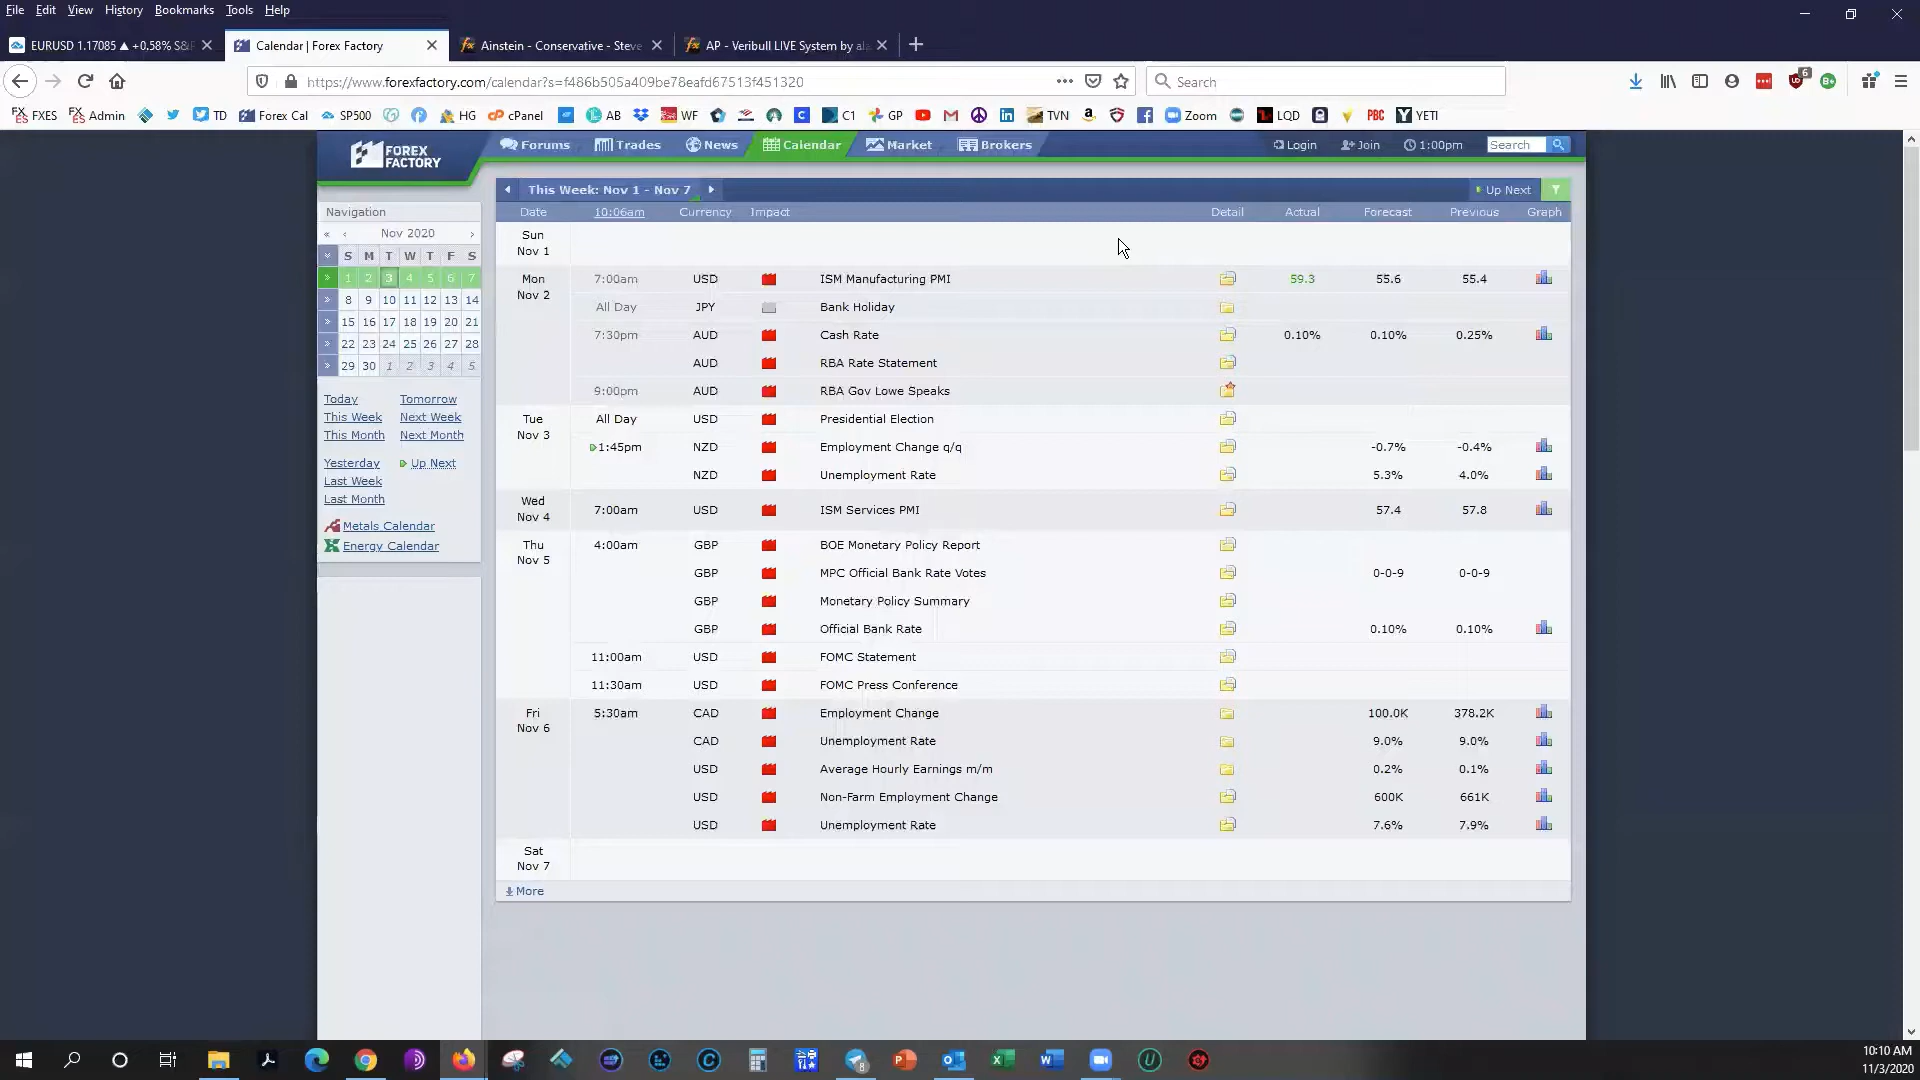 File Edit View History Bookmarks Tools Help
EURUSD 1.17085 ▲ +0.58% S&
Calendar | Forex Factory
Ainstein - Conservative - Steve
AP - Veribull LIVE System by al
https://www.forexfactory.com/calendar?s=f486b505a409be78eafd67513f451320
Search
6
FXES Admin TD Forex Cal SP500 HG cPanel AB WF C1 GP TVN Zoom LQD PBC YETI
FOREX FACTORY
Forums Trades News Calendar Market Brokers Login Join 1:00pm Search
Navigation
« ‹ Nov 2020 ›
S M T W T F S
1 2 3 4 5 6 7
8 9 10 11 12 13 14
15 16 17 18 19 20 21
22 23 24 25 26 27 28
29 30 1 2 3 4 5
Today Tomorrow
This Week Next Week
This Month Next Month
Yesterday Up Next
Last Week
Last Month
Metals Calendar
Energy Calendar
This Week: Nov 1 - Nov 7 Up Next
Date 10:06am Currency Impact Detail Actual Forecast Previous Graph
Sun Nov 1
Mon Nov 2 7:00am USD ISM Manufacturing PMI 59.3 55.6 55.4
All Day JPY Bank Holiday
7:30pm AUD Cash Rate 0.10% 0.10% 0.25%
AUD RBA Rate Statement
9:00pm AUD RBA Gov Lowe Speaks
Tue Nov 3 All Day USD Presidential Election
1:45pm NZD Employment Change q/q -0.7% -0.4%
NZD Unemployment Rate 5.3% 4.0%
Wed Nov 4 7:00am USD ISM Services PMI 57.4 57.8
Thu Nov 5 4:00am GBP BOE Monetary Policy Report
GBP MPC Official Bank Rate Votes 0-0-9 0-0-9
GBP Monetary Policy Summary
GBP Official Bank Rate 0.10% 0.10%
11:00am USD FOMC Statement
11:30am USD FOMC Press Conference
Fri Nov 6 5:30am CAD Employment Change 100.0K 378.2K
CAD Unemployment Rate 9.0% 9.0%
USD Average Hourly Earnings m/m 0.2% 0.1%
USD Non-Farm Employment Change 600K 661K
USD Unemployment Rate 7.6% 7.9%
Sat Nov 7
More
8
10:10 AM
11/3/2020